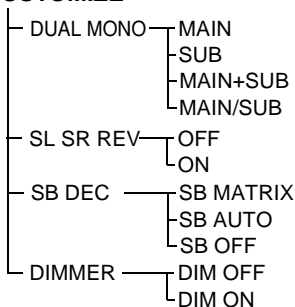 DUAL MONO MAIN
SUB
MAIN+SUB
MAIN/SUB
SL SR REV OFF
ON
SB DEC SB MATRIX
SB AUTO
SB OFF
DIMMER DIM OFF
DIM ON